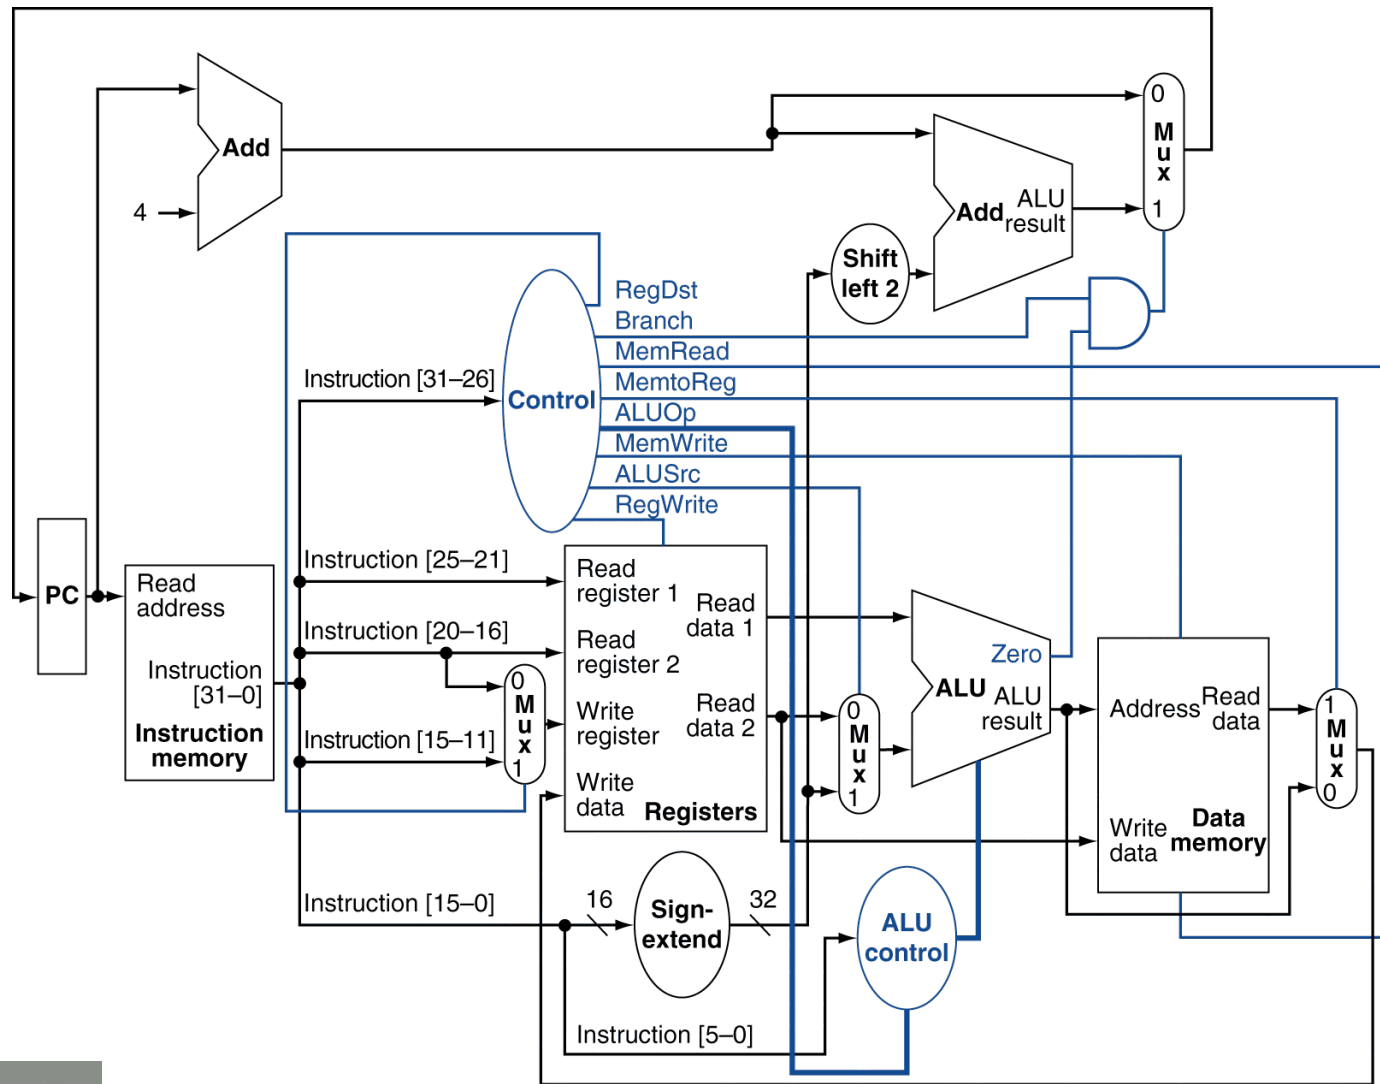 Add
4
0
M
u
x
1
Add
ALU
result
Shift
left 2
RegDst
Branch
MemRead
MemtoReg
ALUOp
MemWrite
ALUSrc
RegWrite
Instruction [31–26]
Control
Instruction [25–21]
Instruction [20–16]
Instruction [15–11]
Instruction [15–0]
Instruction [5–0]
PC
Read
address
Instruction
[31–0]
Instruction
memory
0
M
u
x
1
Read
register 1
Read
register 2
Write
register
Write
data
Read
data 1
Read
data 2
Registers
0
M
u
x
1
Zero
ALU
ALU
result
Address
Read
data
Write
data
Data
memory
1
M
u
x
0
16
Sign-
extend
32
ALU
control